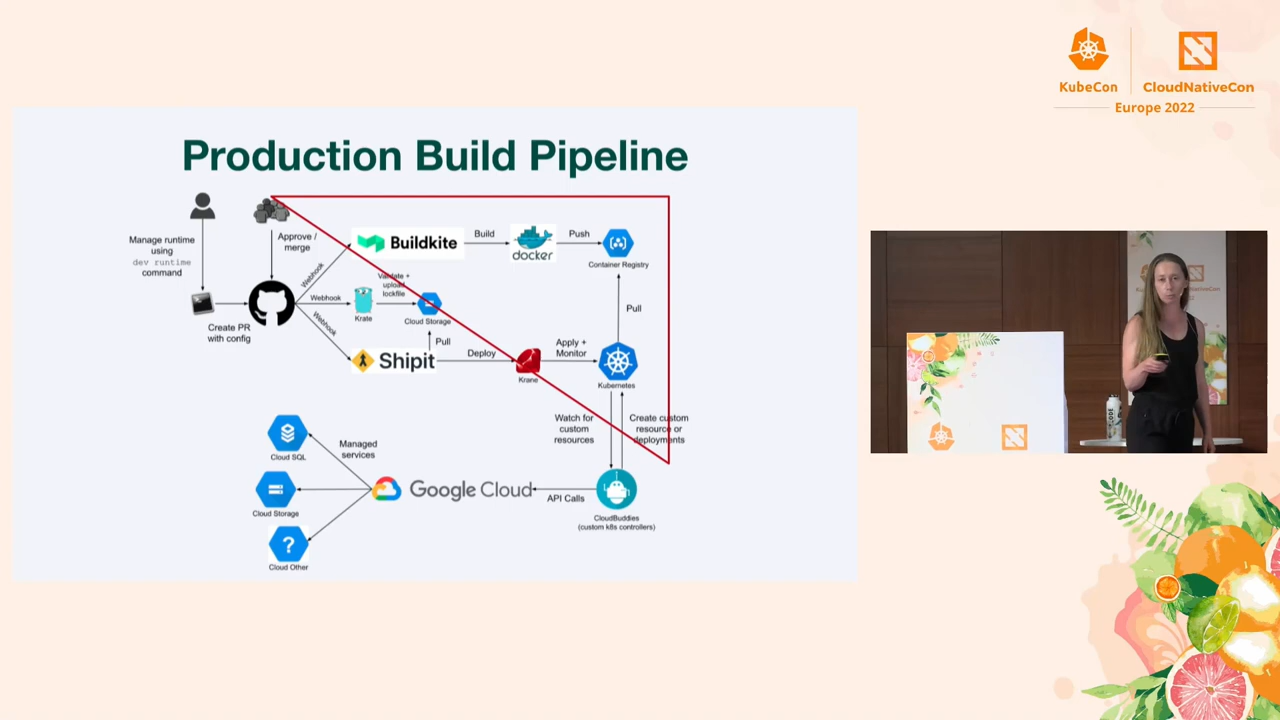 KubeCon
CloudNativeCon
Europe 2022
Production Build Pipeline
Manage runtime
using
dev runtime
command
Approve /
merge
Create PR
with config
Webhook
Webhook
Webhook
Buildkite
Build
docker
Push
Container Registry
Validate +
upload
lockfile
Krate
Cloud Storage
Pull
Pull
Shipit
Deploy
Krane
Apply +
Monitor
Kubernetes
Watch for
custom
resources
Create custom
resource or
deployments
Cloud SQL
Managed
services
Cloud Storage
Google Cloud
API Calls
CloudBuddies
(custom k8s controllers)
?
Cloud Other